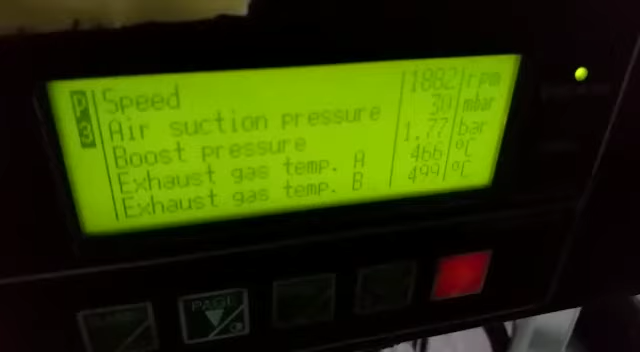 P3
Speed 1882 rpm
Air suction pressure 30 mbar
Boost pressure 1.77 bar
Exhaust gas temp. A 466 °C
Exhaust gas temp. B 499 °C
PAGE